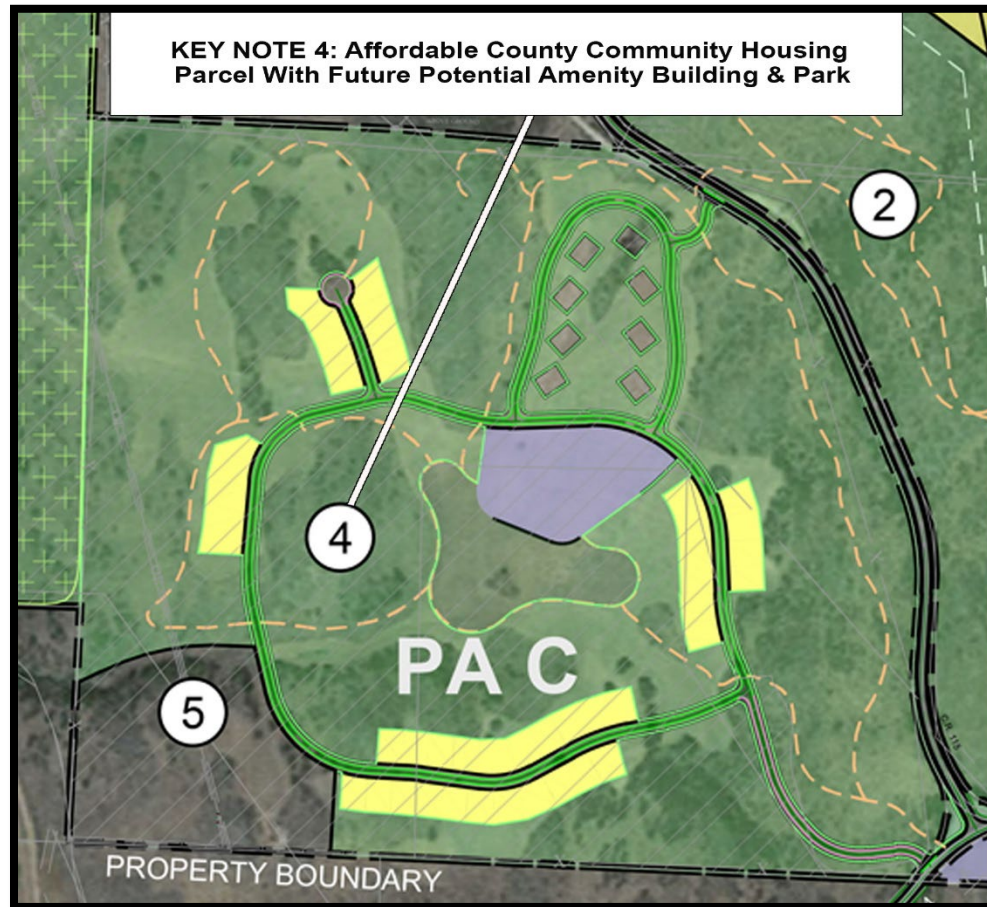 KEY NOTE 4: Affordable County Community Housing
Parcel With Future Potential Amenity Building & Park
2
4
PA C
5
C.R. 115
PROPERTY BOUNDARY